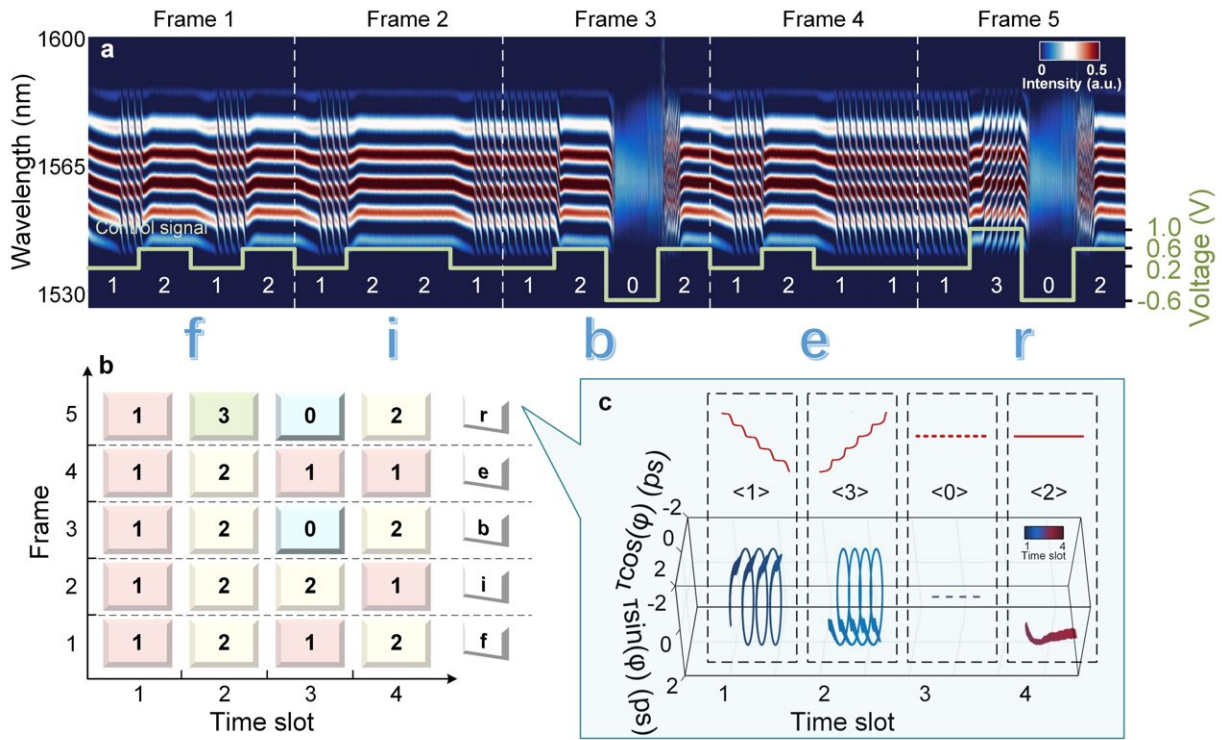 Frame 1 Frame 2 Frame 3 Frame 4 Frame 5
a
1600
1565
1530
Wavelength (nm)
0 0.5
Intensity (a.u.)
Control signal
1.0
0.6
0.2
-0.6
Voltage (V)
1 2 1 2 1 2 2 1 1 2 0 2 1 2 1 1 1 3 0 2
f i b e r
b
5 1 3 0 2 r
4 1 2 1 1 e
3 1 2 0 2 b
2 1 2 2 1 i
1 1 2 1 2 f
Frame
1 2 3 4
Time slot
c
<1> <3> <0> <2>
τcos(φ) (ps)
-2
0
2
τsin(φ) (ps)
-2
0
2
1 4
Time slot
1 2 3 4
Time slot